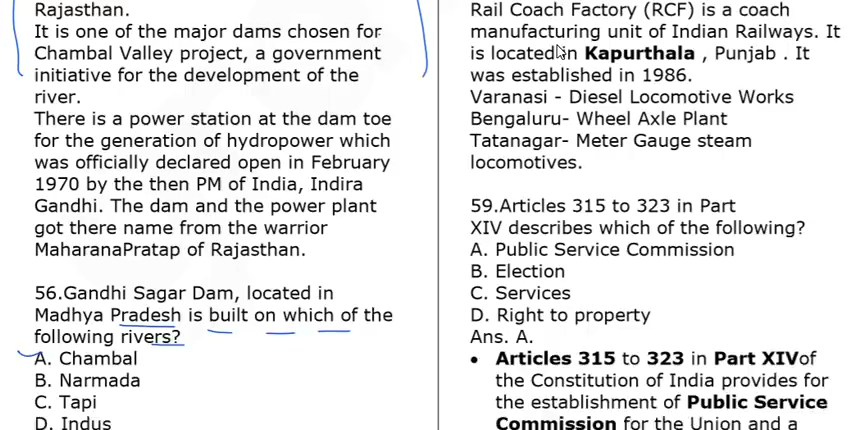 Rajasthan.
It is one of the major dams chosen for
Chambal Valley project, a government
initiative for the development of the
river.
There is a power station at the dam toe
for the generation of hydropower which
was officially declared open in February
1970 by the then PM of India, Indira
Gandhi. The dam and the power plant
got there name from the warrior
MaharanaPratap of Rajasthan.
56.Gandhi Sagar Dam, located in
Madhya Pradesh is built on which of the
following rivers?
A. Chambal
B. Narmada
C. Tapi
D. Indus
Rail Coach Factory (RCF) is a coach
manufacturing unit of Indian Railways. It
is located in Kapurthala , Punjab . It
was established in 1986.
Varanasi - Diesel Locomotive Works
Bengaluru- Wheel Axle Plant
Tatanagar- Meter Gauge steam
locomotives.
59.Articles 315 to 323 in Part
XIV describes which of the following?
A. Public Service Commission
B. Election
C. Services
D. Right to property
Ans. A.
• Articles 315 to 323 in Part XIVof
the Constitution of India provides for
the establishment of Public Service
Commission for the Union and a